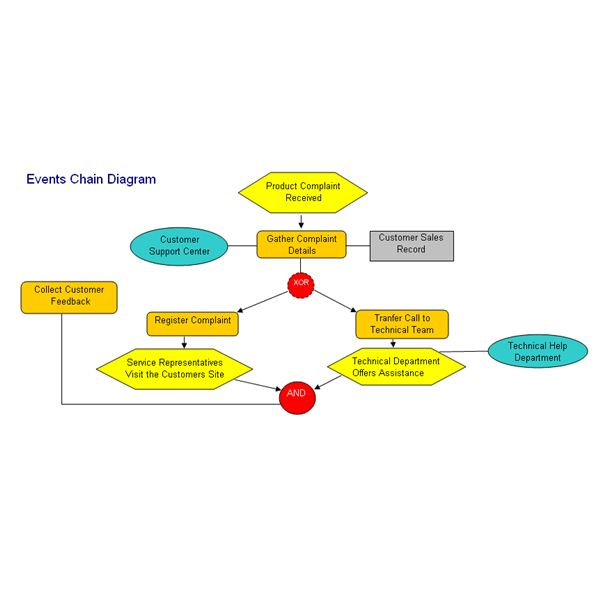 Events Chain Diagram
Product Complaint
Received
Customer
Support Center
Gather Complaint
Details
Customer Sales
Record
XOR
Collect Customer
Feedback
Register Complaint
Tranfer Call to
Technical Team
Service Representatives
Visit the Customers Site
Technical Department
Offers Assistance
Technical Help
Department
AND